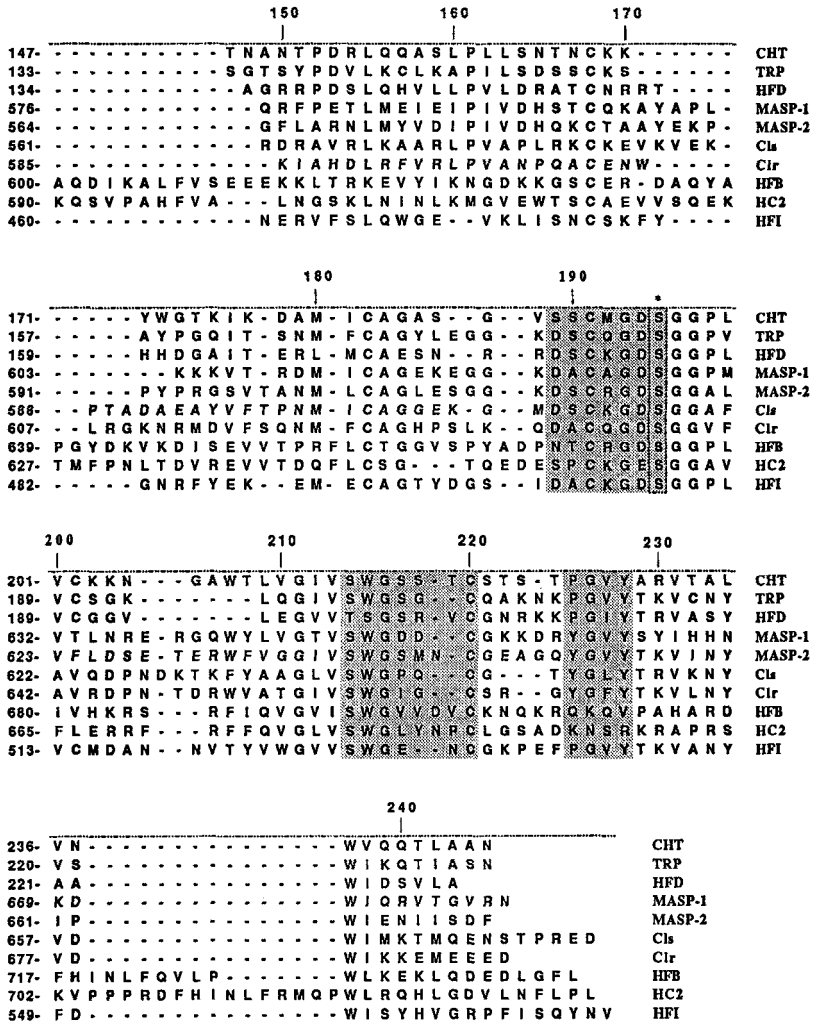 150 160 170
147- - - - - - - - - - - T N A N T P D R L Q Q A S L P L L S N T N C K K - - - - - - CHT
133- - - - - - - - - - - S G T S Y P D V L K C L K A P I L S D S S C K S - - - - - - TRP
134- - - - - - - - - - - - A G R R P D S L Q H V L L P V L D R A T C N R R T - - - - HFD
576- - - - - - - - - - - - - Q R F P E T L M E I E I P I V D H S T C Q K A Y A P L - MASP-1
564- - - - - - - - - - - - - G F L A R N L M Y V D I P I V D H Q K C T A A Y E K P - MASP-2
561- - - - - - - - - - - - - R D R A V R L K A A R L P V A P L R K C K E V K V E K - C1s
585- - - - - - - - - - - - - - K I A H D L R F V R L P V A N P Q A C E N W - - - - - C1r
600- A Q D I K A L F V S E E E K K L T R K E V Y I K N G D K K G S C E R - D A Q Y A HFB
590- K Q S V P A H F V A - - - L N G S K L N I N L K M G V E W T S C A E V V S Q E K HC2
460- - - - - - - - - - - - - N E R V F S L Q W G E - - V K L I S N C S K F Y - - - - HFI
180 190
*
171- - - - - - Y W G T K I K - D A M - I C A G A S - - G - - V S S C M G D S G G P L CHT
157- - - - - - A Y P G Q I T - S N M - F C A G Y L E G G - - K D S C Q G D S G G P V TRP
159- - - - - - H H D G A I T - E R L - M C A E S N - - R - - R D S C K G D S G G P L HFD
603- - - - - - - - K K K V T - R D M - I C A G E K E G G - - K D A C A G D S G G P M MASP-1
591- - - - - - P Y P R G S V T A N M - L C A G L E S G G - - K D S C R G D S G G A L MASP-2
588- - - P T A D A E A Y V F T P N M - I C A G G E K - G - - M D S C K G D S G G A F C1s
607- - - L R G K N R M D V F S Q N M - F C A G H P S L K - - Q D A C Q G D S G G V F C1r
639- P G Y D K V K D I S E V V T P R F L C T G G V S P Y A D P N T C R G D S G G P L HFB
627- T M F P N L T D V R E V V T D Q F L C S G - - - T Q E D E S P C K G E S G G A V HC2
482- - - - - - G N R F Y E K - - E M - E C A G T Y D G S - - I D A C K G D S G G P L HFI
200 210 220 230
201- V C K K N - - - G A W T L V G I V S W G S S - T C S T S - T P G V Y A R V T A L CHT
189- V C S G K - - - - - - - L Q G I V S W G S G - - C Q A K N K P G V Y T K V C N Y TRP
189- V C G G V - - - - - - - L E G V V T S G S R - V C G N R K K P G I Y T R V A S Y HFD
632- V T L N R E - R G Q W Y L V G T V S W G D D - - C G K K D R Y G V Y S Y I H H N MASP-1
623- V F L D S E - T E R W F V G G I V S W G S M N - C G E A G Q Y G V Y T K V I N Y MASP-2
622- A V Q D P N D K T K F Y A A G L V S W G P Q - - C G - - - T Y G L Y T R V K N Y C1s
642- A V R D P N - T D R W V A T G I V S W G I G - - C S R - - G Y G F Y T K V L N Y C1r
680- I V H K R S - - - R F I Q V G V I S W G V V D V C K N Q K R Q K Q V P A H A R D HFB
665- F L E R R F - - - R F F Q V G L V S W G L Y N P C L G S A D K N S R K R A P R S HC2
513- V C M D A N - - N V T Y V W G V V S W G E - - N C G K P E F P G V Y T K V A N Y HFI
240
236- V N - - - - - - - - - - - - - - W V Q Q T L A A N CHT
220- V S - - - - - - - - - - - - - - W I K Q T I A S N TRP
221- A A - - - - - - - - - - - - - - W I D S V L A HFD
669- K D - - - - - - - - - - - - - - W I Q R V T G V R N MASP-1
661- I P - - - - - - - - - - - - - - W I E N I I S D F MASP-2
657- V D - - - - - - - - - - - - - - W I M K T M Q E N S T P R E D C1s
677- V D - - - - - - - - - - - - - - W I K K E M E E E D C1r
717- F H I N L F Q V L P - - - - - - W L K E K L Q D E D L G F L HFB
702- K V P P P R D F H I N L F R M Q P W L R Q H L G D V L N F L P L HC2
549- F D - - - - - - - - - - - - - - W I S Y H V G R P F I S Q Y N V HFI